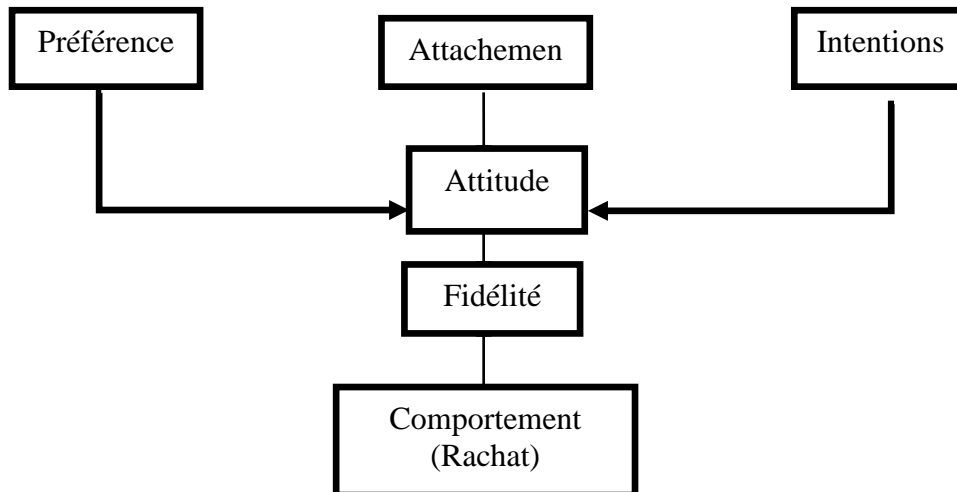 Préférence
Attachemen
Intentions
Attitude
Fidélité
Comportement
(Rachat)